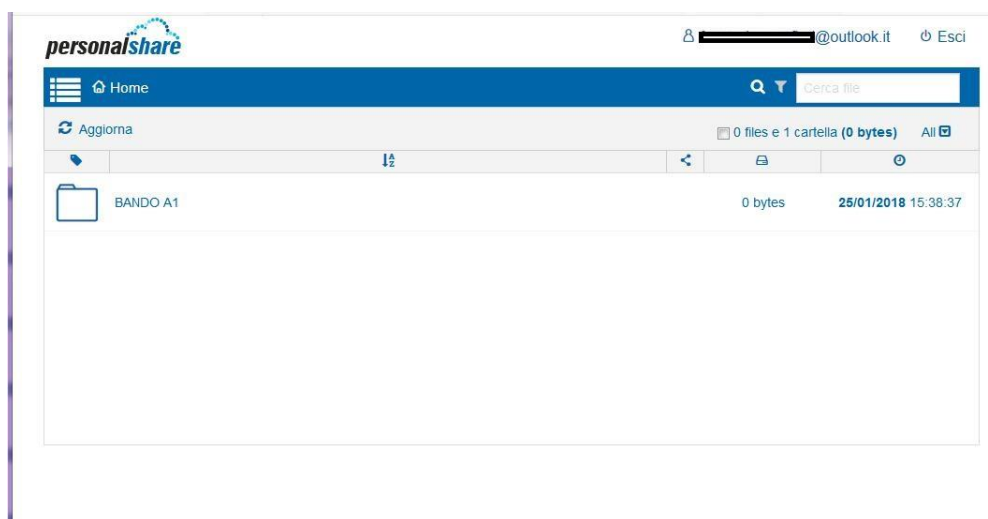 personalshare
@outlook.it Esci
Home Cerca file
Aggiorna 0 files e 1 cartella (0 bytes) All
BANDO A1 0 bytes 25/01/2018 15:38:37